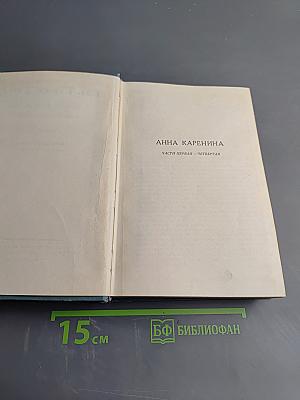 АННА КАРЕНИНА
ЧАСТИ ПЕРВАЯ – ЧЕТВЕРТАЯ
15 см
БФ БИБЛИОФАН